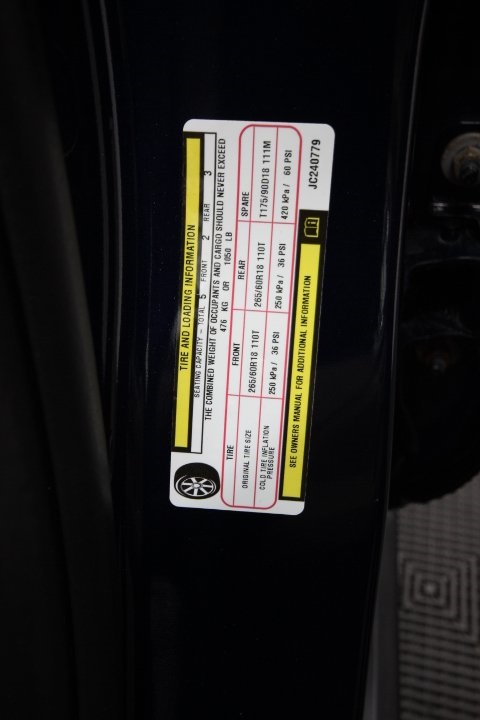 TIRE AND LOADING INFORMATION
SEATING CAPACITY - TOTAL 5 FRONT 2 REAR 3
THE COMBINED WEIGHT OF OCCUPANTS AND CARGO SHOULD NEVER EXCEED
476 KG OR 1050 LB
TIRE FRONT REAR SPARE
ORIGINAL TIRE SIZE 265/60R18 110T 265/60R18 110T T175/90D18 111M
COLD TIRE INFLATION PRESSURE 250 kPa / 36 PSI 250 kPa / 36 PSI 420 kPa / 60 PSI
SEE OWNERS MANUAL FOR ADDITIONAL INFORMATION
JC240779